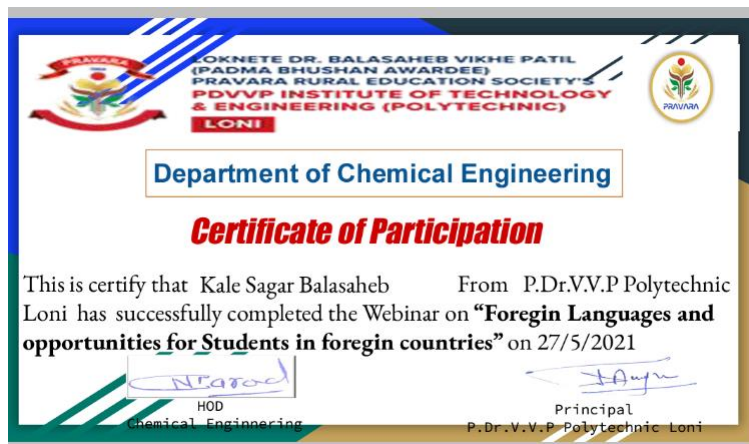 PRAVARA
LOKNETE DR. BALASAHEB VIKHE PATIL
(PADMA BHUSHAN AWARDEE)
PRAVARA RURAL EDUCATION SOCIETY'S
PDVVP INSTITUTE OF TECHNOLOGY
& ENGINEERING (POLYTECHNIC)
LONI
PRAVARA
Department of Chemical Engineering
Certificate of Participation
This is certify that Kale Sagar Balasaheb From P.Dr.V.V.P Polytechnic
Loni has successfully completed the Webinar on “Foregin Languages and
opportunities for Students in foregin countries” on 27/5/2021
HOD
Chemical Enginnering
Principal
P.Dr.V.V.P Polytechnic Loni